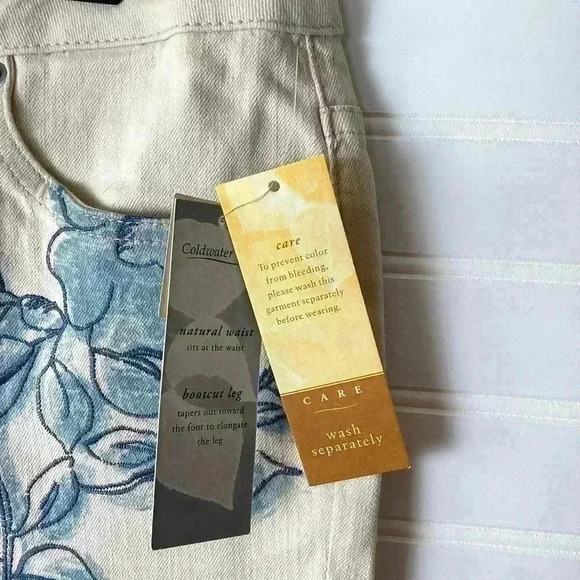 Coldwater
natural waist
sits at the waist
bootcut leg
tapers out toward
the foot to elongate
the leg
care
To prevent color
from bleeding,
please wash this
garment separately
before wearing.
CARE
wash
separately